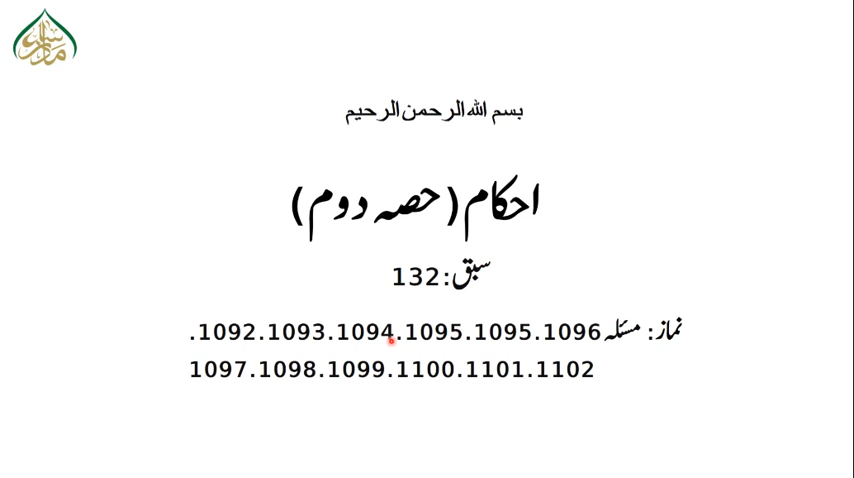 بسم اللہ الرحمن الرحیم
احکام (حصہ دوم)
سبق:132
نماز: مسئلہ 1096.1095.1095.1094.1093.1092.
1097.1098.1099.1100.1101.1102